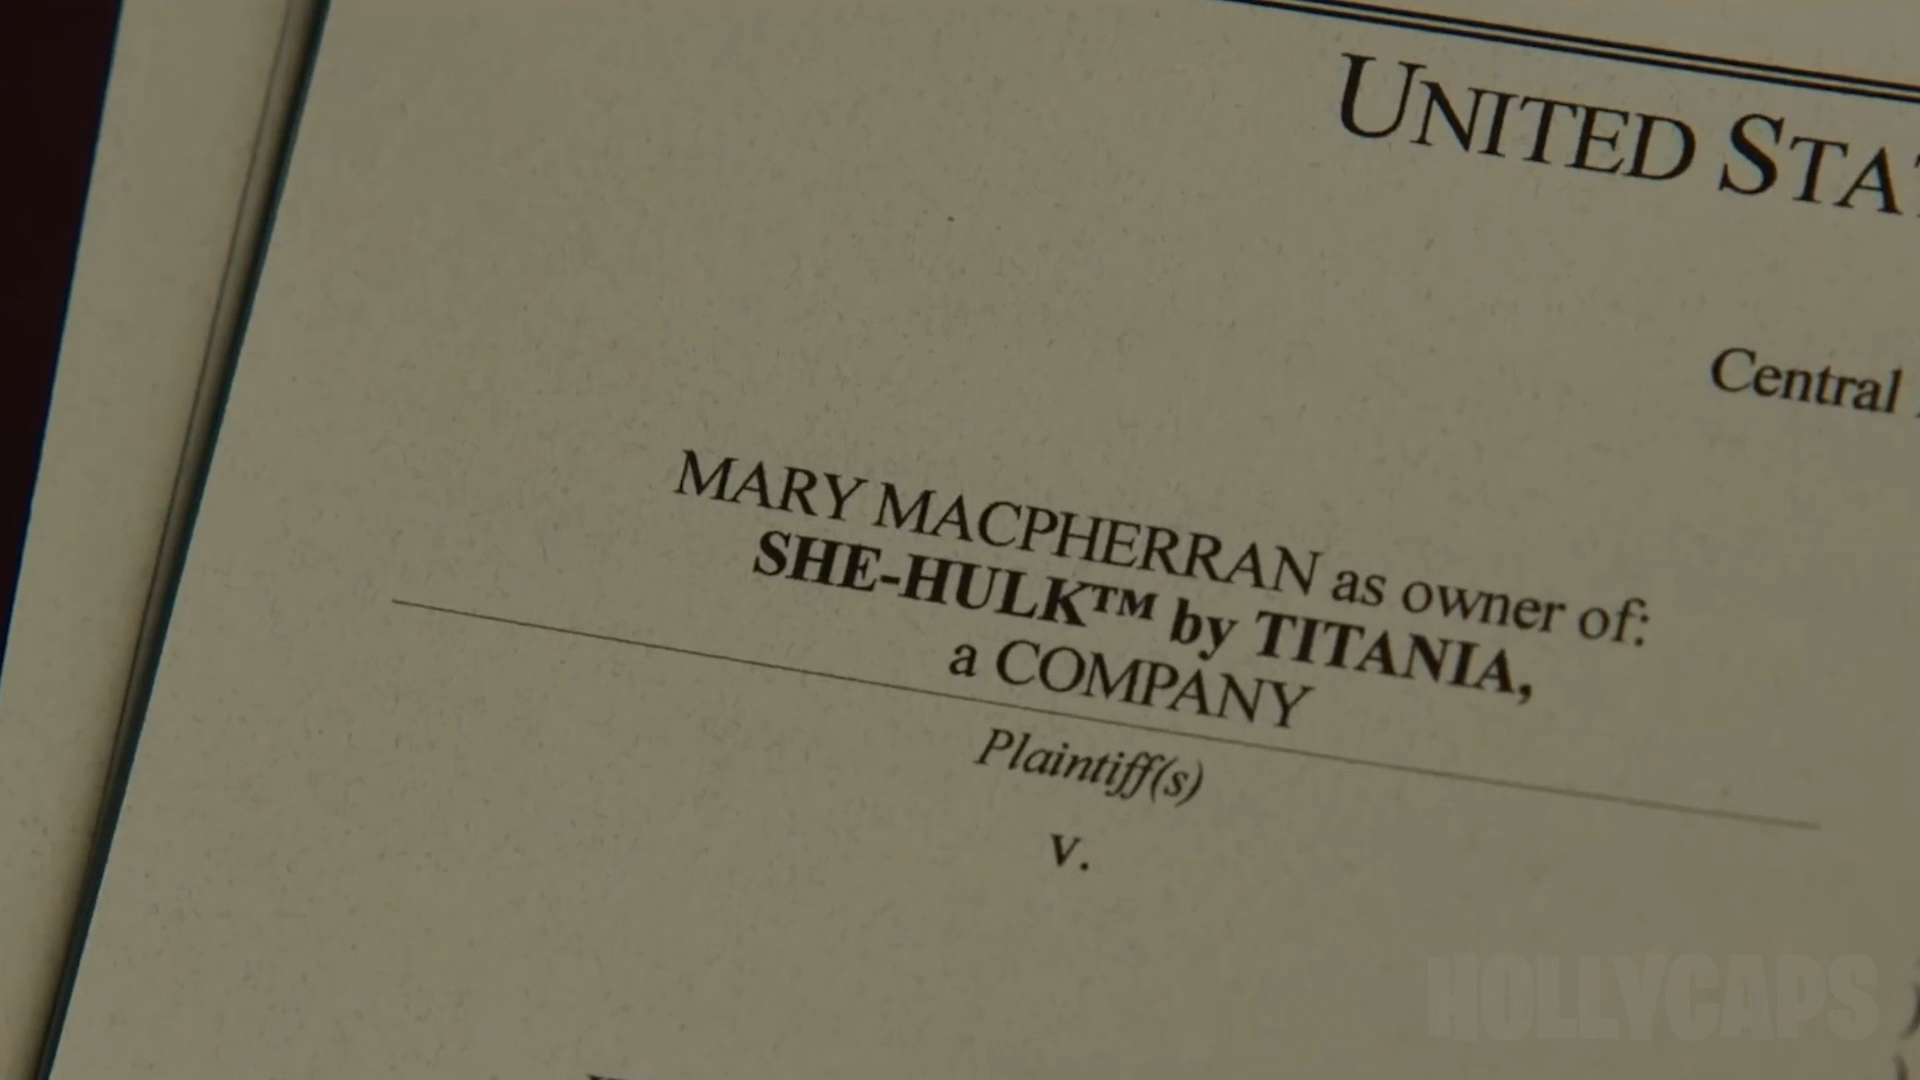 UNITED STA
Central
MARY MACPHERRAN as owner of:
SHE-HULK™ by TITANIA,
a COMPANY
Plaintiff(s)
v.
HOLLYCAPS